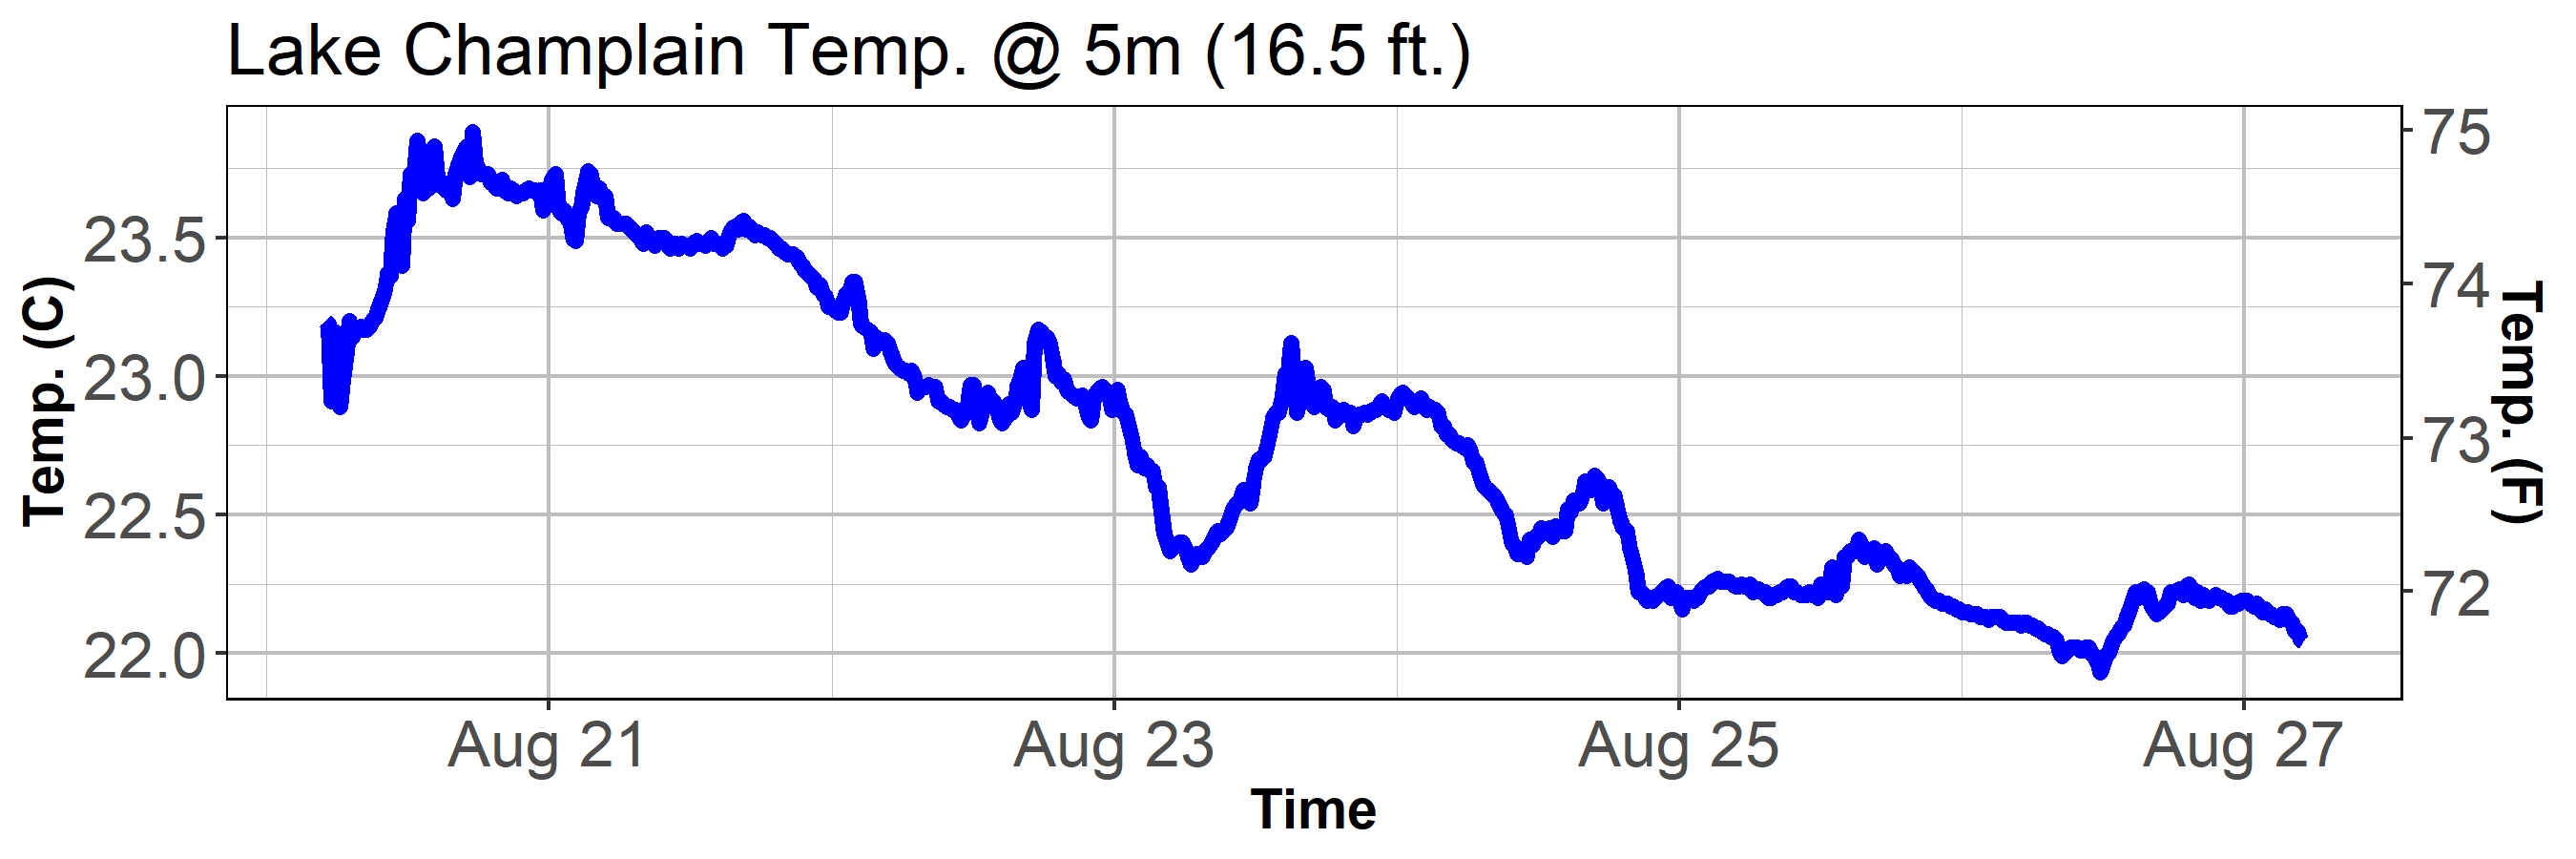 Lake Champlain Temp. @ 5m (16.5 ft.)
Temp. (C)
23.5
23.0
22.5
22.0
75
74
73
72
Temp. (F)
Aug 21
Aug 23
Aug 25
Aug 27
Time